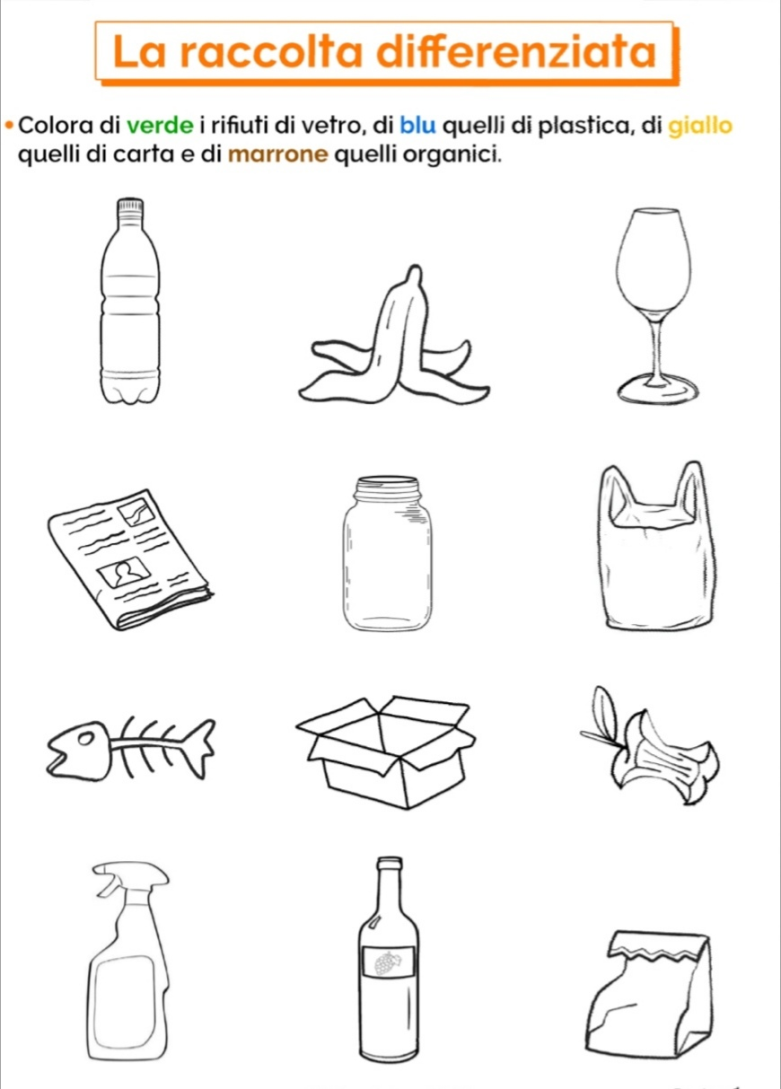 La raccolta differenziata
• Colora di verde i rifiuti di vetro, di blu quelli di plastica, di giallo
quelli di carta e di marrone quelli organici.